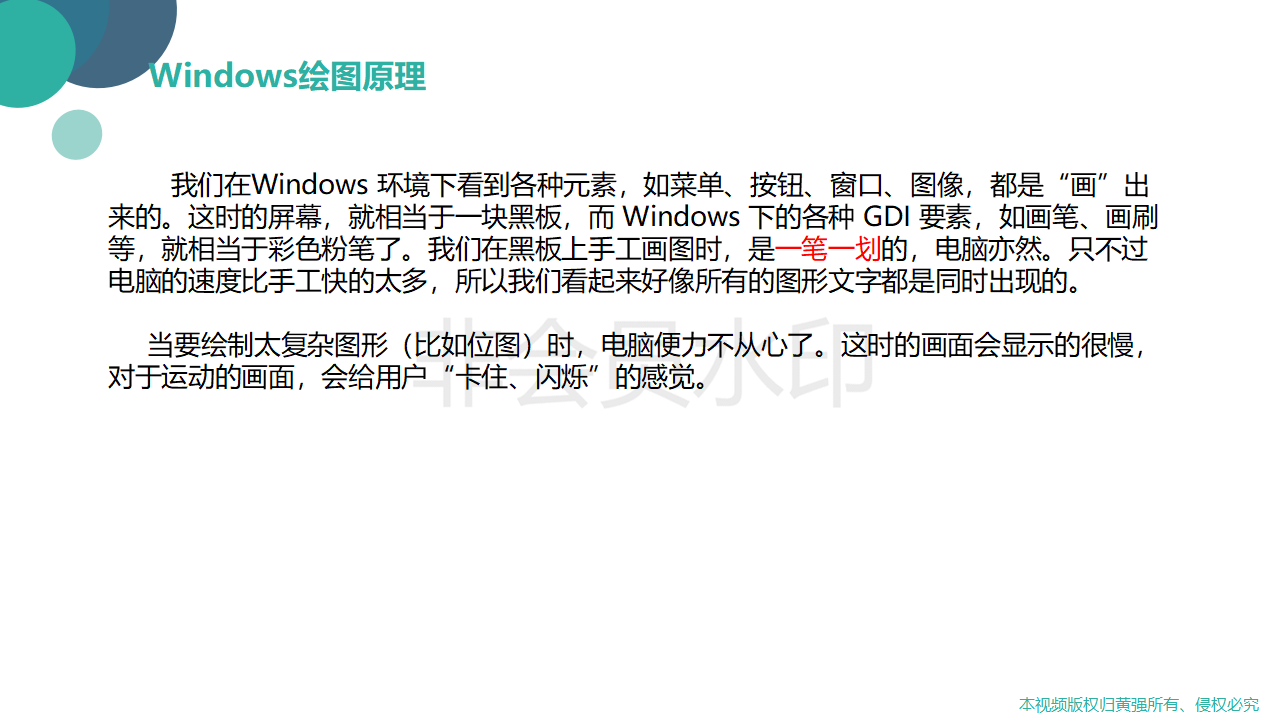 Windows绘图原理
我们在Windows 环境下看到各种元素，如菜单、按钮、窗口、图像，都是“画”出
来的。这时的屏幕，就相当于一块黑板，而 Windows 下的各种 GDI 要素，如画笔、画刷
等，就相当于彩色粉笔了。我们在黑板上手工画图时，是一笔一划的，电脑亦然。只不过
电脑的速度比手工快的太多，所以我们看起来好像所有的图形文字都是同时出现的。
当要绘制太复杂图形（比如位图）时，电脑便力不从心了。这时的画面会显示的很慢，
对于运动的画面，会给用户“卡住、闪烁”的感觉。
非会员水印
本视频版权归黄强所有、侵权必究